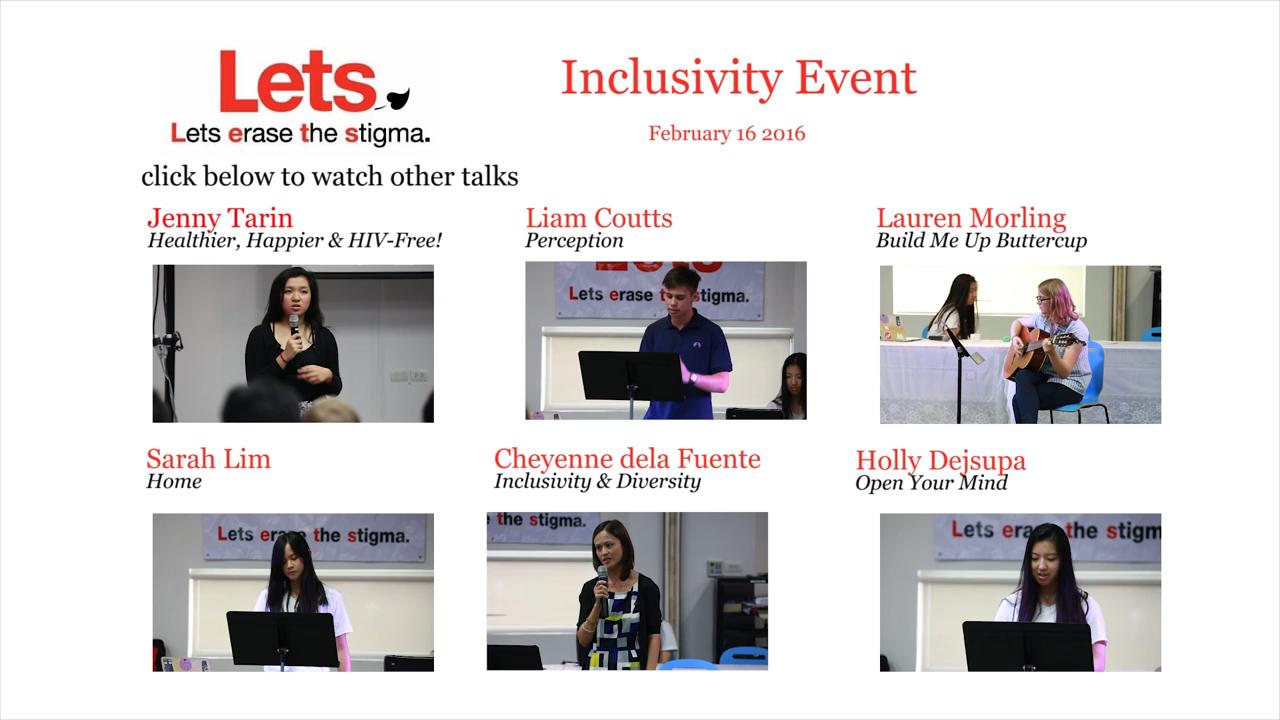 Lets
Lets erase the stigma.
Inclusivity Event
February 16 2016
click below to watch other talks
Jenny Tarin
Healthier, Happier & HIV-Free!
Liam Coutts
Perception
Lauren Morling
Build Me Up Buttercup
Lets erase t stigma.
Sarah Lim
Home
Cheyenne dela Fuente
Inclusivity & Diversity
Holly Dejsupa
Open Your Mind
Lets erase the stigma.
the stigma.
Lets e the stigm